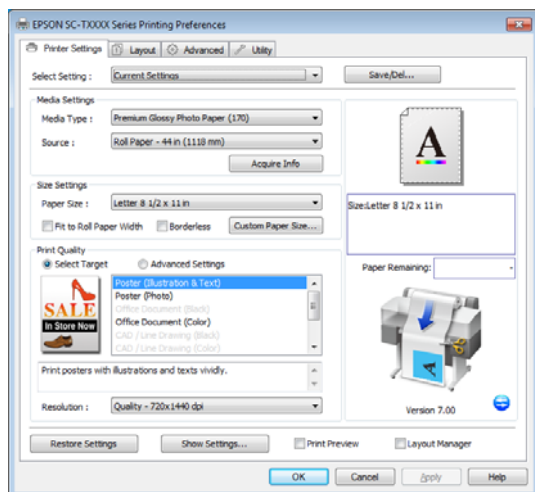 EPSON SC-TXXXX Series Printing Preferences
Printer Settings
Layout
Advanced
Utility
Select Setting :
Current Settings
Save/Del...
Media Settings
Media Type :
Premium Glossy Photo Paper (170)
Source :
Roll Paper - 44 in (1118 mm)
Acquire Info
Size Settings
Paper Size :
Letter 8 1/2 x 11 in
Fit to Roll Paper Width
Borderless
Custom Paper Size...
Print Quality
Select Target
Advanced Settings
SALE
In Store Now
Poster (Illustration & Text)
Poster (Photo)
Office Document (Black)
Office Document (Color)
CAD / Line Drawing (Black)
CAD / Line Drawing (Color)
Print posters with illustrations and texts vividly.
Resolution :
Quality - 720x1440 dpi
A
Size:Letter 8 1/2 x 11 in
Paper Remaining:
-
A
Version 7.00
Restore Settings
Show Settings...
Print Preview
Layout Manager
OK
Cancel
Apply
Help